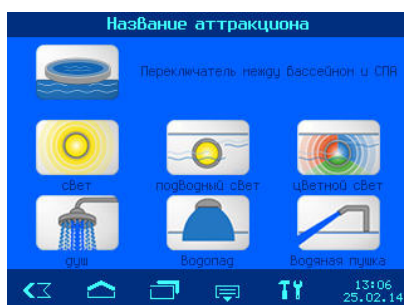 Название аттракциона
Переключатель между бассейном и СПА
свет подводный свет цветной свет
душ Водопад Водяная пушка
13:06
25.02.14